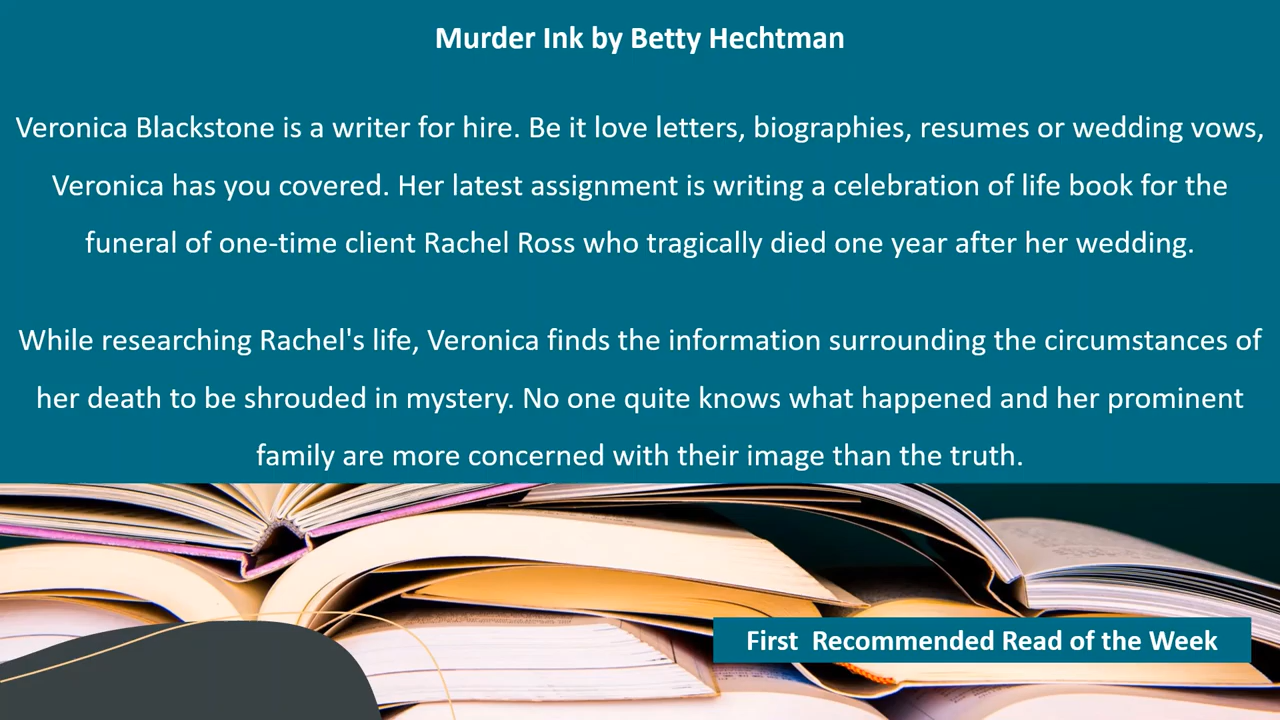 Murder Ink by Betty Hechtman
Veronica Blackstone is a writer for hire. Be it love letters, biographies, resumes or wedding vows,
Veronica has you covered. Her latest assignment is writing a celebration of life book for the
funeral of one-time client Rachel Ross who tragically died one year after her wedding.
While researching Rachel's life, Veronica finds the information surrounding the circumstances of
her death to be shrouded in mystery. No one quite knows what happened and her prominent
family are more concerned with their image than the truth.
First  Recommended Read of the Week